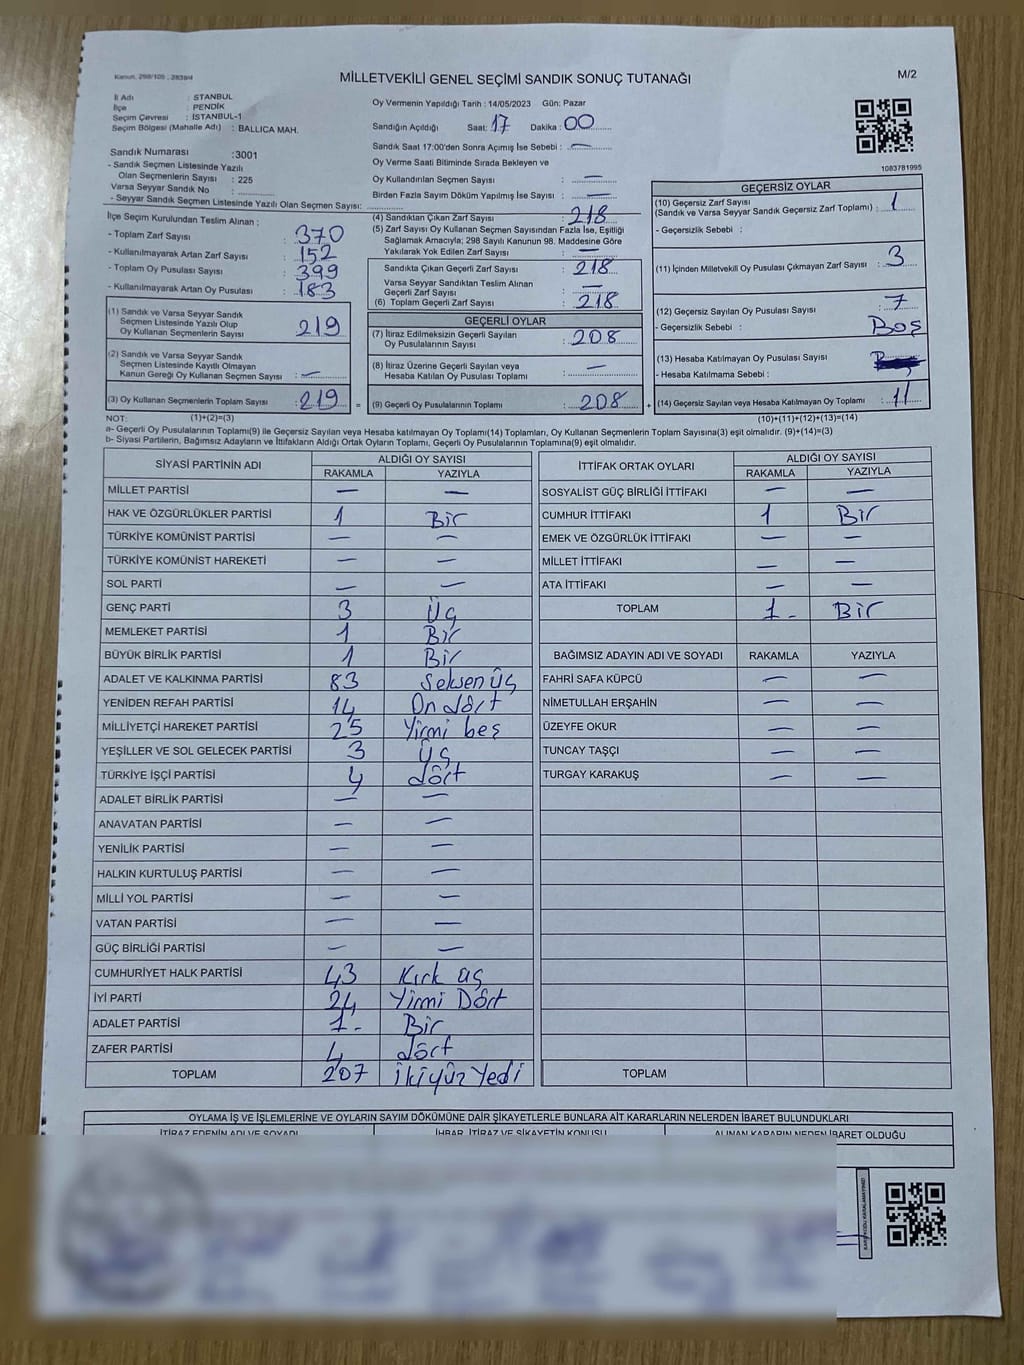 Kanun, 298/105 , 2839/4
MİLLETVEKİLİ GENEL SEÇİMİ SANDIK SONUÇ TUTANAĞI
M/2
İl Adı : STANBUL
İlçe : PENDİK
Seçim Çevresi : İSTANBUL-1
Seçim Bölgesi (Mahalle Adı) : BALLICA MAH.
Oy Vermenin Yapıldığı Tarih : 14/05/2023 Gün: Pazar
Sandığın Açıldığı Saat: 17 Dakika : 00
Sandık Saat 17:00'den Sonra Açımış İse Sebebi : —
Oy Verme Saati Bitiminde Sırada Bekleyen ve
Oy Kullandırılan Seçmen Sayısı : —
Birden Fazla Sayım Döküm Yapılmış İse Sayısı : —
1083781995
Sandık Numarası :3001
- Sandık Seçmen Listesinde Yazılı
Olan Seçmenlerin Sayısı : 225
Varsa Seyyar Sandık No :
- Seyyar Sandık Seçmen Listesinde Yazılı Olan Seçmen Sayısı:
İlçe Seçim Kurulundan Teslim Alınan ;
- Toplam Zarf Sayısı : 370
- Kullanılmayarak Artan Zarf Sayısı : 152
- Toplam Oy Pusulası Sayısı : 399
- Kullanılmayarak Artan Oy Pusulası : 183
(1) Sandık ve Varsa Seyyar Sandık
Seçmen Listesinde Yazılı Olup
Oy Kullanan Seçmenlerin Sayısı : 219
(2) Sandık ve Varsa Seyyar Sandık
Seçmen Listesinde Kayıtlı Olmayan
Kanun Gereği Oy Kullanan Seçmen Sayısı : —
(3) Oy Kullanan Seçmenlerin Toplam Sayısı : 219 =
(4) Sandıktan Çıkan Zarf Sayısı : 218
(5) Zarf Sayısı Oy Kullanan Seçmen Sayısından Fazla İse, Eşitliği
Sağlamak Amacıyla; 298 Sayılı Kanunun 98. Maddesine Göre
Yakılarak Yok Edilen Zarf Sayısı : —
Sandıkta Çıkan Geçerli Zarf Sayısı : 218
Varsa Seyyar Sandıktan Teslim Alınan
Geçerli Zarf Sayısı : —
(6) Toplam Geçerli Zarf Sayısı : 218
GEÇERLİ OYLAR
(7) İtiraz Edilmeksizin Geçerli Sayılan
Oy Pusulalarının Sayısı : 208
(8) İtiraz Üzerine Geçerli Sayılan veya
Hesaba Katılan Oy Pusulası Toplamı : —
(9) Geçerli Oy Pusulalarının Toplamı : 208 +
GEÇERSİZ OYLAR
(10) Geçersiz Zarf Sayısı
(Sandık ve Varsa Seyyar Sandık Geçersiz Zarf Toplamı) : 1
- Geçersizlik Sebebi :
(11) İçinden Milletvekili Oy Pusulası Çıkmayan Zarf Sayısı : 3
(12) Geçersiz Sayılan Oy Pusulası Sayısı : 7
- Geçersizlik Sebebi : Boş
(13) Hesaba Katılmayan Oy Pusulası Sayısı :
- Hesaba Katılmama Sebebi :
(14) Geçersiz Sayılan veya Hesaba Katılmayan Oy Toplamı : 11
NOT: (1)+(2)=(3) (10)+(11)+(12)+(13)=(14)
a- Geçerli Oy Pusulalarının Toplamı(9) ile Geçersiz Sayılan veya Hesaba katılmayan Oy Toplamı(14) Toplamları, Oy Kullanan Seçmenlerin Toplam Sayısına(3) eşit olmalıdır. (9)+(14)=(3)
b- Siyasi Partilerin, Bağımsız Adayların ve İttifakların Aldığı Ortak Oyların Toplamı, Geçerli Oy Pusulalarının Toplamına(9) eşit olmalıdır.
SİYASİ PARTİNİN ADI ALDIĞI OY SAYISI
RAKAMLA YAZIYLA
MİLLET PARTİSİ — —
HAK VE ÖZGÜRLÜKLER PARTİSİ 1 Bir
TÜRKİYE KOMÜNİST PARTİSİ — —
TÜRKİYE KOMÜNİST HAREKETİ — —
SOL PARTİ — —
GENÇ PARTİ 3 Üç
MEMLEKET PARTİSİ 1 Bir
BÜYÜK BİRLİK PARTİSİ 1 Bir
ADALET VE KALKINMA PARTİSİ 83 Seksen üç
YENİDEN REFAH PARTİSİ 14 On dört
MİLLİYETÇİ HAREKET PARTİSİ 25 Yirmi beş
YEŞİLLER VE SOL GELECEK PARTİSİ 3 Üç
TÜRKİYE İŞÇİ PARTİSİ 4 dört
ADALET BİRLİK PARTİSİ — —
ANAVATAN PARTİSİ — —
YENİLİK PARTİSİ — —
HALKIN KURTULUŞ PARTİSİ — —
MİLLİ YOL PARTİSİ — —
VATAN PARTİSİ — —
GÜÇ BİRLİĞİ PARTİSİ — —
CUMHURİYET HALK PARTİSİ 43 Kırk üç
İYİ PARTİ 24 Yirmi Dört
ADALET PARTİSİ 1- Bir
ZAFER PARTİSİ 4 dört
TOPLAM 207 ikiyüz Yedi
İTTİFAK ORTAK OYLARI ALDIĞI OY SAYISI
RAKAMLA YAZIYLA
SOSYALİST GÜÇ BİRLİĞİ İTTİFAKI — —
CUMHUR İTTİFAKI 1 Bir
EMEK VE ÖZGÜRLÜK İTTİFAKI — —
MİLLET İTTİFAKI — —
ATA İTTİFAKI — —
TOPLAM 1- Bir
BAĞIMSIZ ADAYIN ADI VE SOYADI RAKAMLA YAZIYLA
FAHRİ SAFA KÜPCÜ — —
NİMETULLAH ERŞAHİN — —
ÜZEYFE OKUR — —
TUNCAY TAŞÇI — —
TURGAY KARAKUŞ — —
TOPLAM
OYLAMA İŞ VE İŞLEMLERİNE VE OYLARIN SAYIM DÖKÜMÜNE DAİR ŞİKAYETLERLE BUNLARA AİT KARARLARIN NELERDEN İBARET BULUNDUKLARI
İTİRAZ EDENİN ADI VE SOYADI İHBAR, İTİRAZ VE ŞİKAYETİN KONUSU ALINAN KARARIN NEDEN İBARET OLDUĞU
KAREKODU KARALAMAYINIZ!